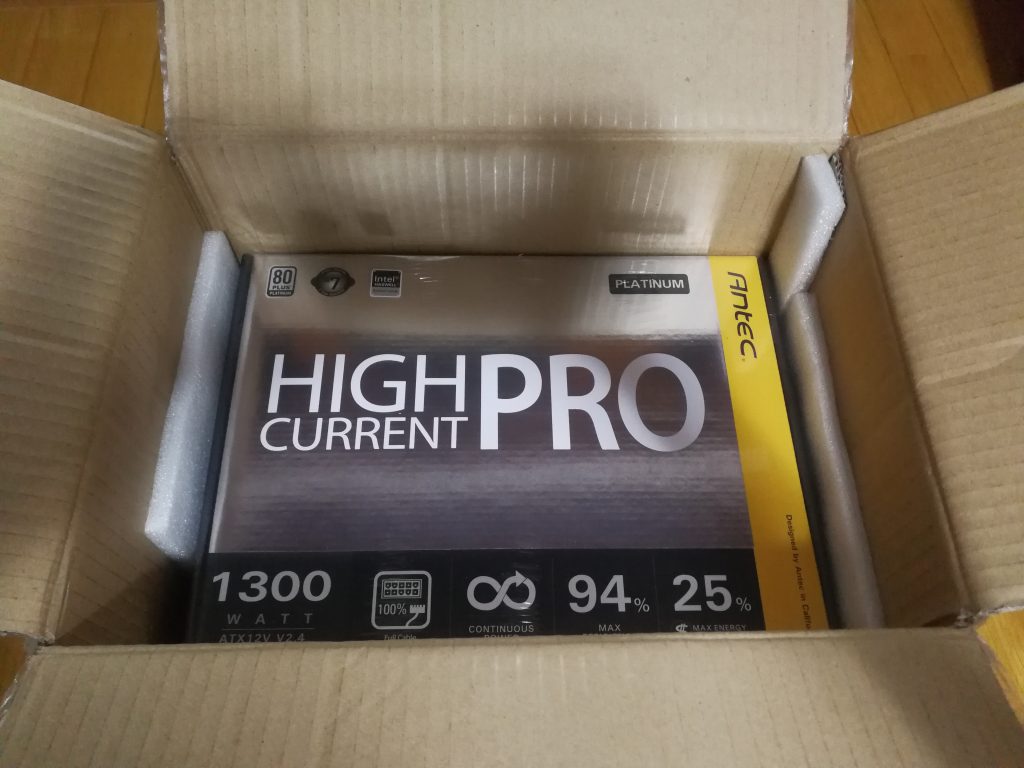 80
PLUS
PLATINUM
7
intel
HASWELL
PLATINUM
Antec
HIGH
CURRENT
PRO
Designed by Antec in
1300
WATT
ATX12V V2.4
100%
Full Cable
CONTINUOUS
94%
MAX
25%
MAX ENERGY